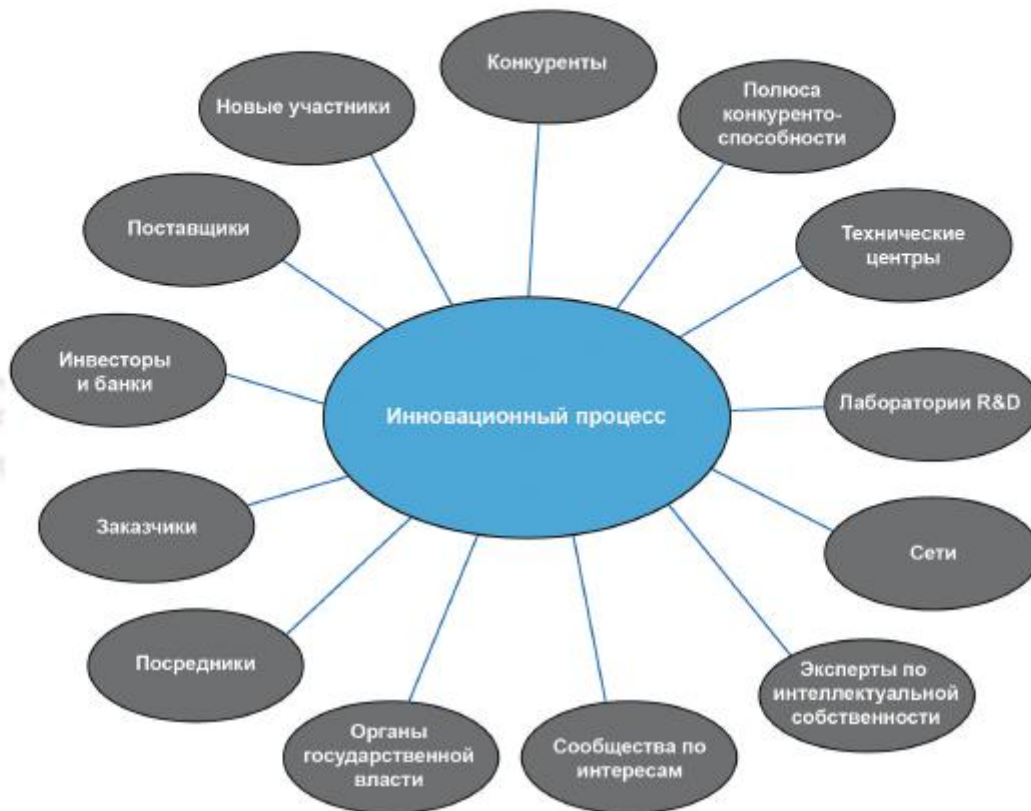 Конкуренты
Полюса
конкуренто-
способности
Технические
центры
Лаборатории R&D
Сети
Эксперты по
интеллектуальной
собственности
Сообщества по
интересам
Органы
государственной
власти
Посредники
Заказчики
Инвесторы
и банки
Поставщики
Новые участники
Инновационный процесс